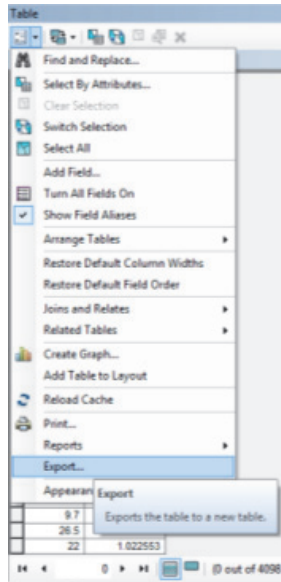 Table
Find and Replace...
Select By Attributes...
Clear Selection
Switch Selection
Select All
Add Field...
Turn All Fields On
Show Field Aliases
Arrange Tables
Restore Default Column Widths
Restore Default Field Order
Joins and Relates
Related Tables
Create Graph...
Add Table to Layout
Reload Cache
Print...
Reports
Export...
Appearan
Export
Exports the table to a new table.
9.7
26.5
22 1.022553
0
(0 out of 4098